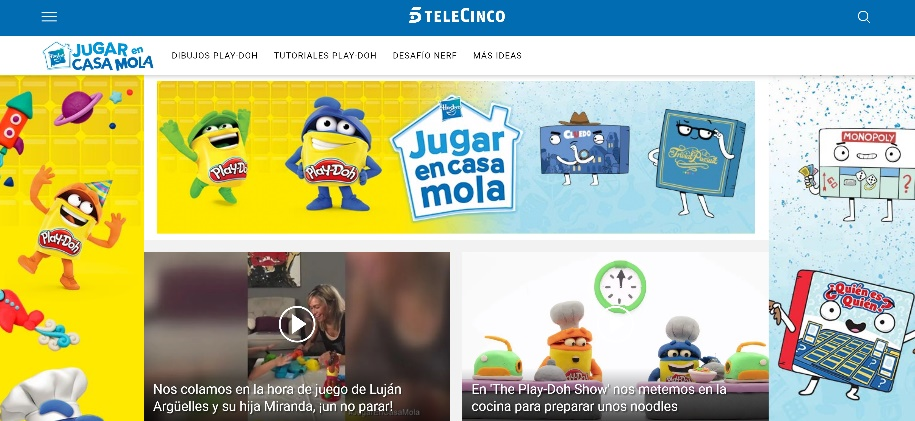 5 TELECINCO
Hasbro
JUGAR en
CASA MOLA
DIBUJOS PLAY-DOH
TUTORIALES PLAY-DOH
DESAFÍO NERF
MÁS IDEAS
PLAY-DOH
PLAY-DOH
PLAY-DOH
Hasbro
Jugar
en casa
mola
CLUEDO
Trivial Pursuit
MONOPOLY
GO
¿Quién es
Quién?
Nos colamos en la hora de juego de Luján
Argüelles y su hija Miranda, ¡un no parar!
En 'The Play-Doh Show' nos metemos en la
cocina para preparar unos noodles